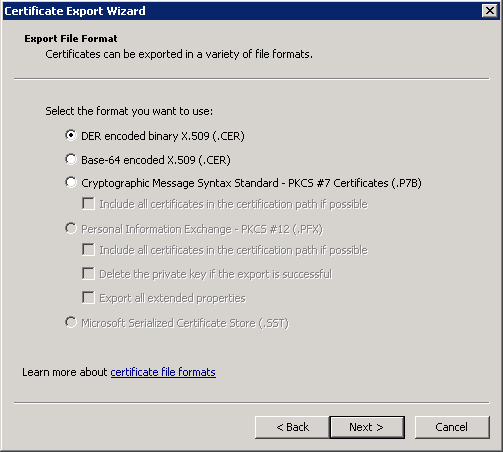 Certificate Export Wizard
Export File Format
Certificates can be exported in a variety of file formats.
Select the format you want to use:
DER encoded binary X.509 (.CER)
Base-64 encoded X.509 (.CER)
Cryptographic Message Syntax Standard - PKCS #7 Certificates (.P7B)
Include all certificates in the certification path if possible
Personal Information Exchange - PKCS #12 (.PFX)
Include all certificates in the certification path if possible
Delete the private key if the export is successful
Export all extended properties
Microsoft Serialized Certificate Store (.SST)
Learn more about certificate file formats
< Back Next > Cancel